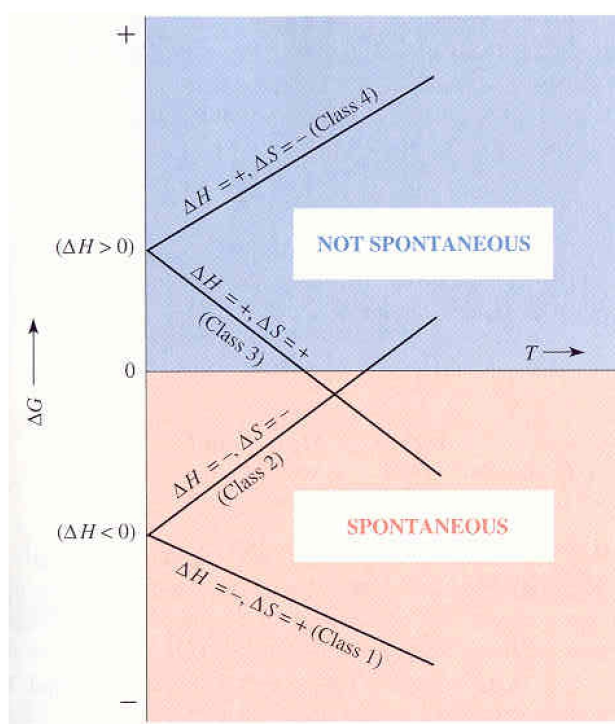 +
ΔH = +, ΔS = − (Class 4)
NOT SPONTANEOUS
(ΔH > 0)
ΔH = +, ΔS = +
(Class 3)
T →
0
ΔG →
ΔH = −, ΔS = −
(Class 2)
SPONTANEOUS
(ΔH < 0)
ΔH = −, ΔS = + (Class 1)
−